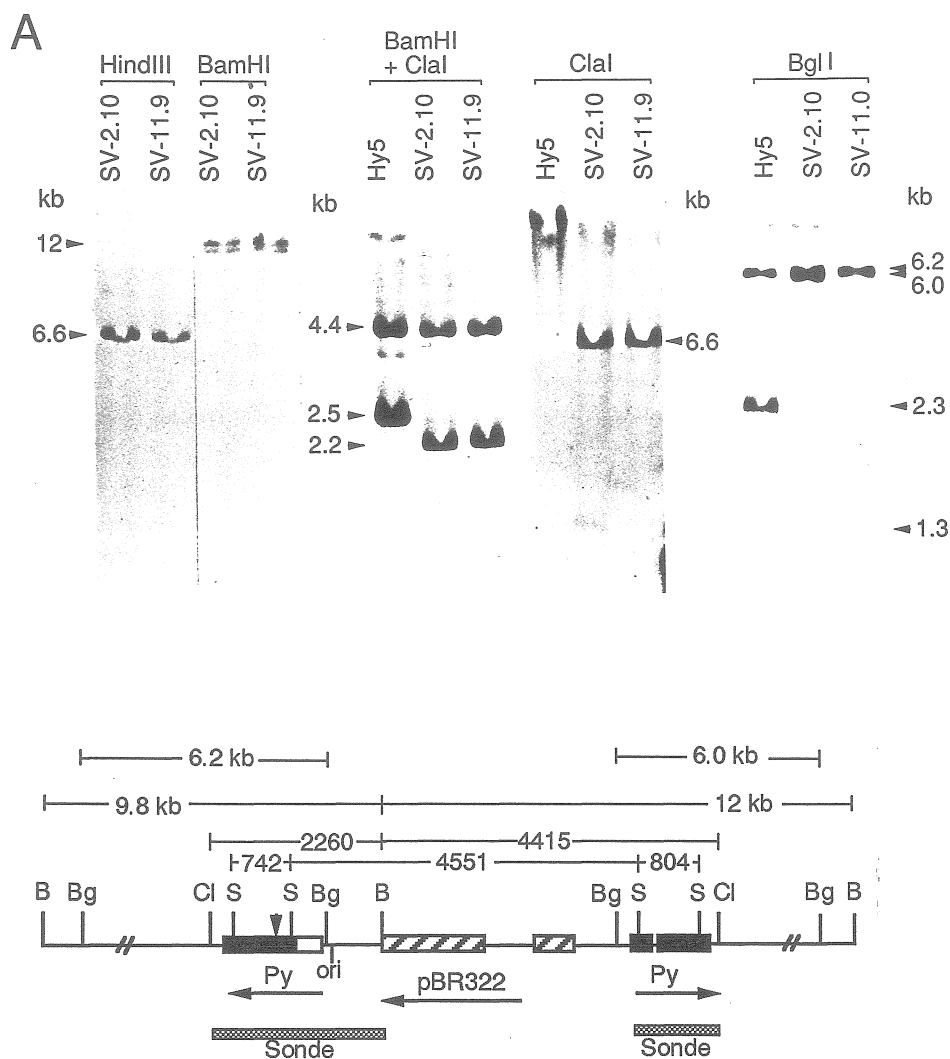 A
HindIII BamHI BamHI + ClaI ClaI Bgl I
SV-2.10 SV-11.9 SV-2.10 SV-11.9 Hy5 SV-2.10 SV-11.9 Hy5 SV-2.10 SV-11.9 Hy5 SV-2.10 SV-11.0
kb kb kb kb
12
6.6
4.4
2.5
2.2
6.6
6.2
6.0
2.3
1.3
6.2 kb 6.0 kb
9.8 kb 12 kb
2260 4415
742 4551 804
B Bg Cl S S Bg B Bg S S Cl Bg B
ori
Py pBR322 Py
Sonde Sonde